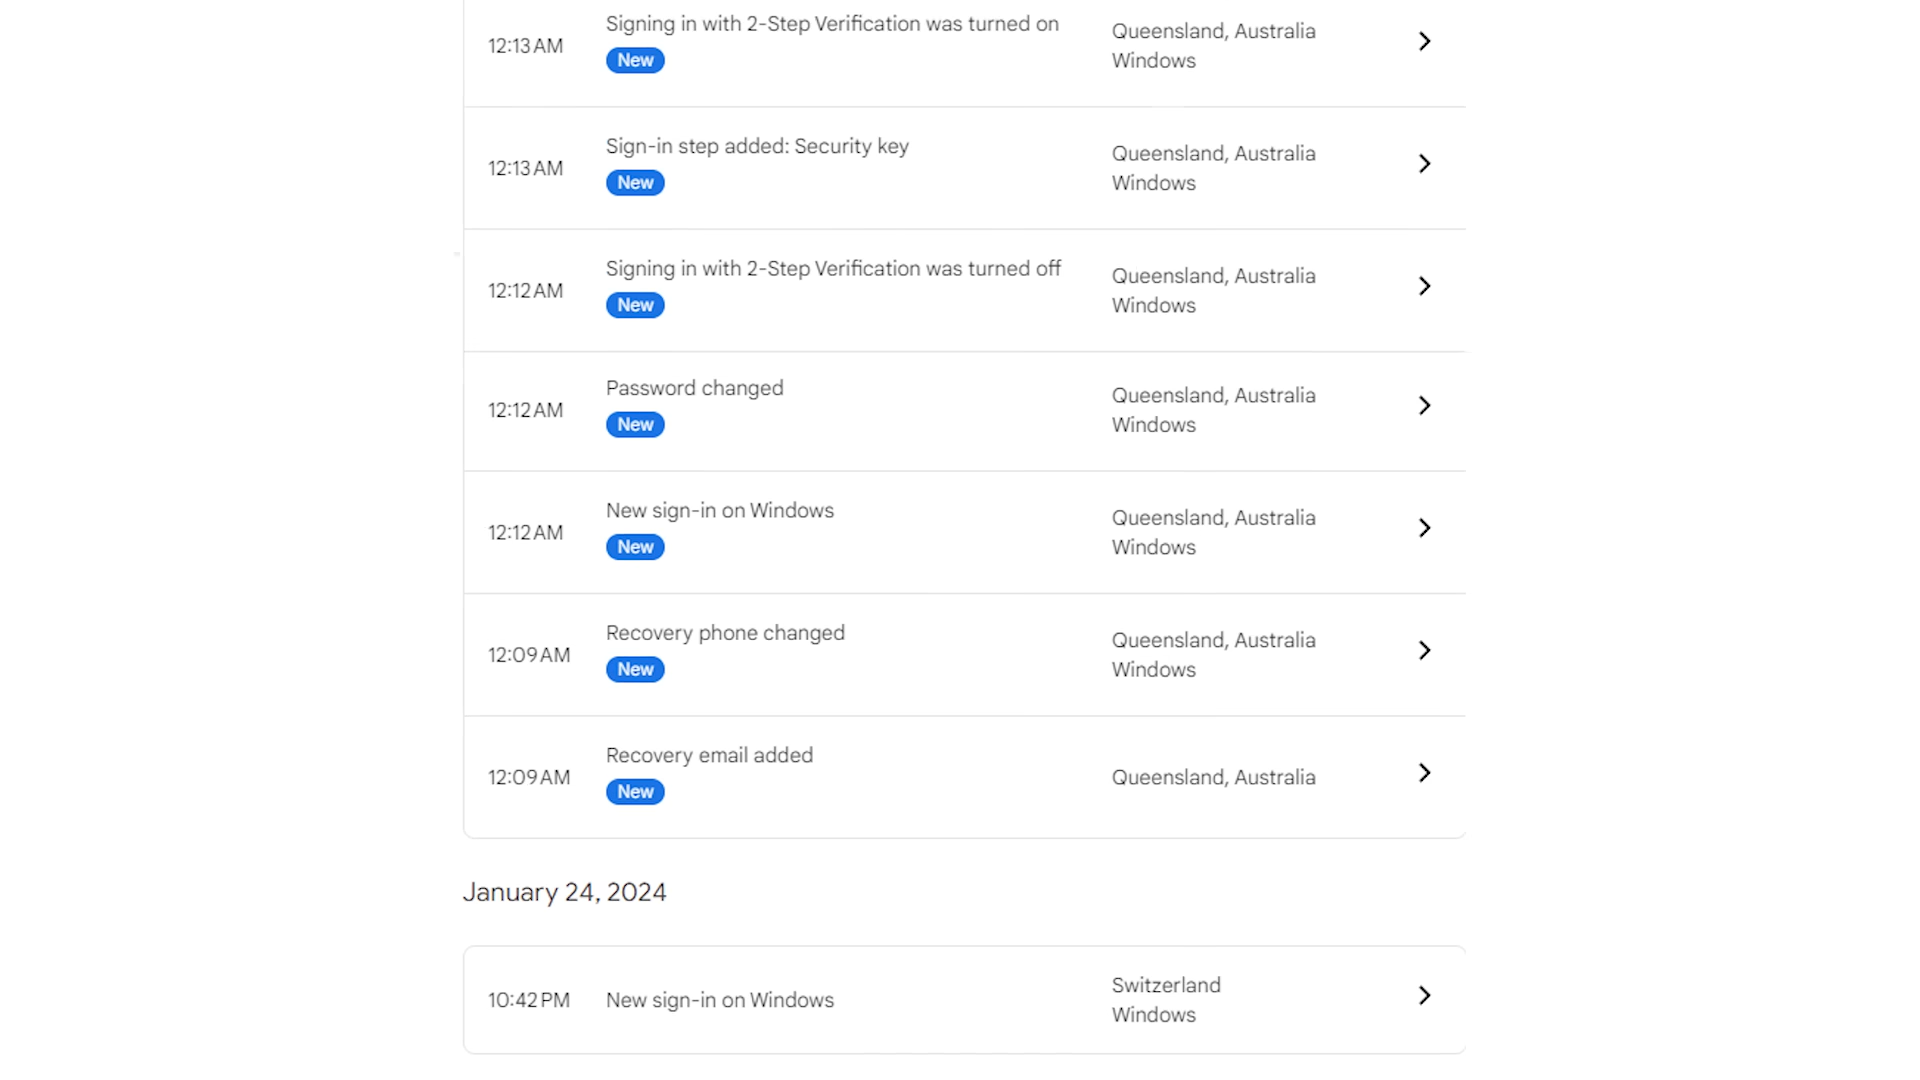 Signing in with 2-Step Verification was turned on
12:13 AM
New
Queensland, Australia
Windows
Sign-in step added: Security key
12:13 AM
New
Queensland, Australia
Windows
Signing in with 2-Step Verification was turned off
12:12 AM
New
Queensland, Australia
Windows
Password changed
12:12 AM
New
Queensland, Australia
Windows
New sign-in on Windows
12:12 AM
New
Queensland, Australia
Windows
Recovery phone changed
12:09 AM
New
Queensland, Australia
Windows
Recovery email added
12:09 AM
New
Queensland, Australia
January 24, 2024
10:42 PM
New sign-in on Windows
Switzerland
Windows